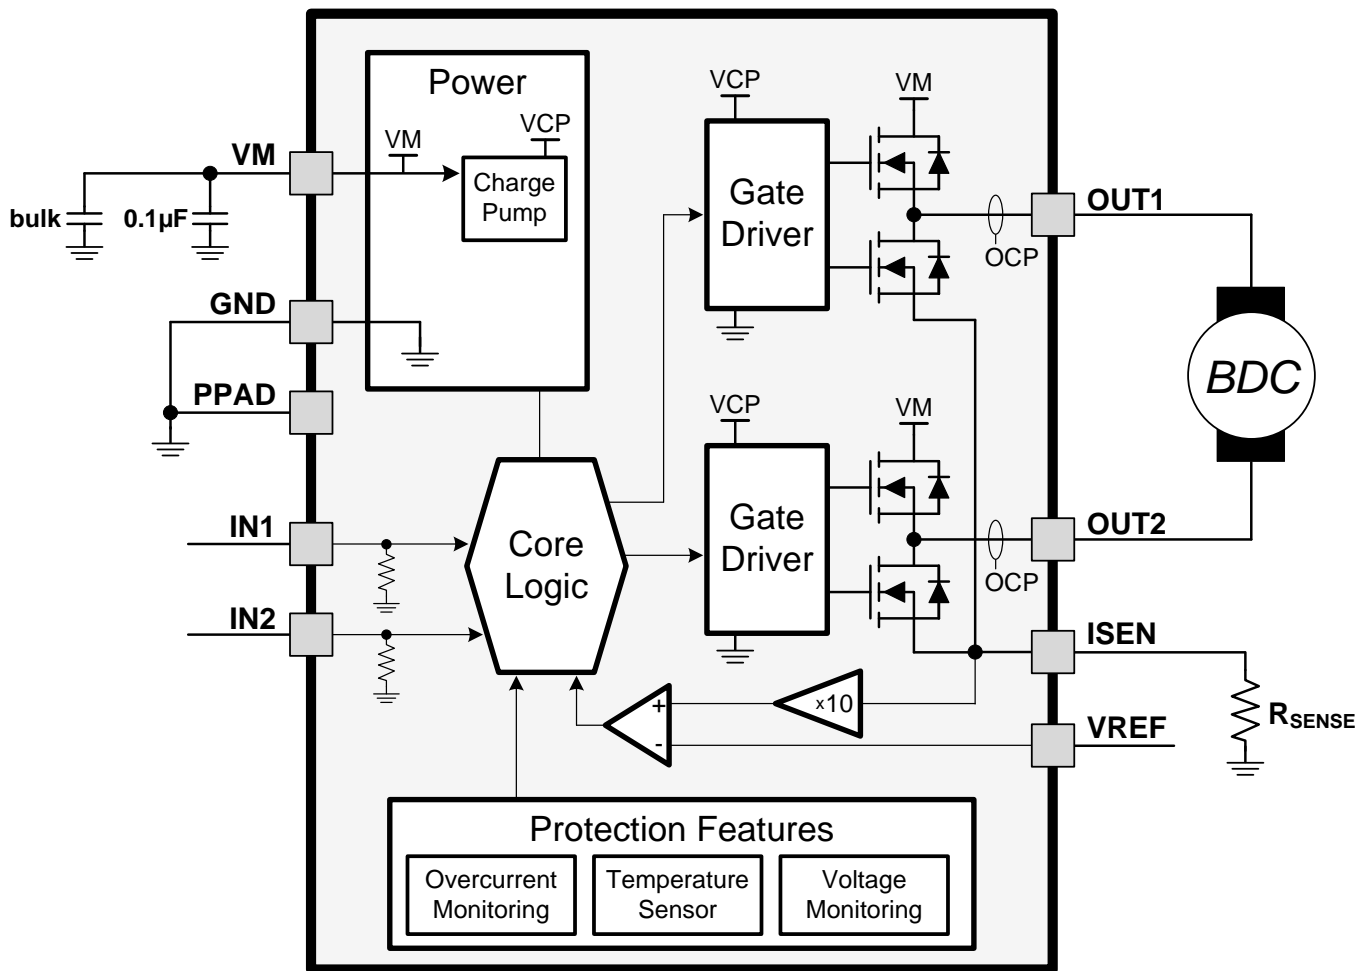 Power
VCP
VM
Charge
Pump
VM
bulk
0.1µF
GND
PPAD
IN1
IN2
Core
Logic
VCP
Gate
Driver
VM
OCP
OUT1
BDC
VCP
Gate
Driver
VM
OCP
OUT2
ISEN
x10
+
-
VREF
RSENSE
Protection Features
Overcurrent
Monitoring
Temperature
Sensor
Voltage
Monitoring